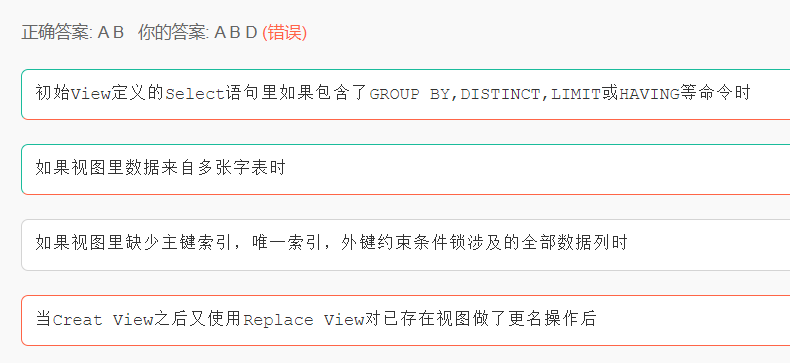 正确答案: A B 你的答案: A B D (错误)
初始View定义的Select语句里如果包含了GROUP BY,DISTINCT,LIMIT或HAVING等命令时
如果视图里数据来自多张字表时
如果视图里缺少主键索引，唯一索引，外键约束条件锁涉及的全部数据列时
当Creat View之后又使用Replace View对已存在视图做了更名操作后